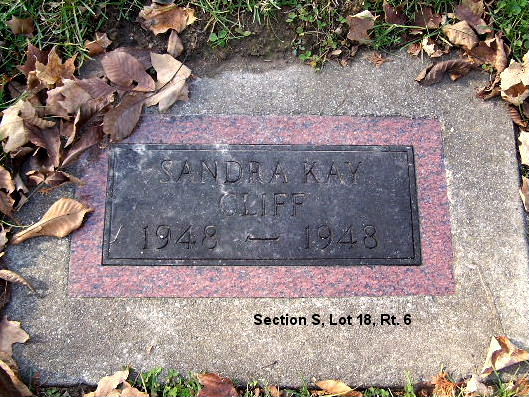 SANDRA KAY
CLIFF
1948 — 1948
Section S, Lot 18, Rt. 6